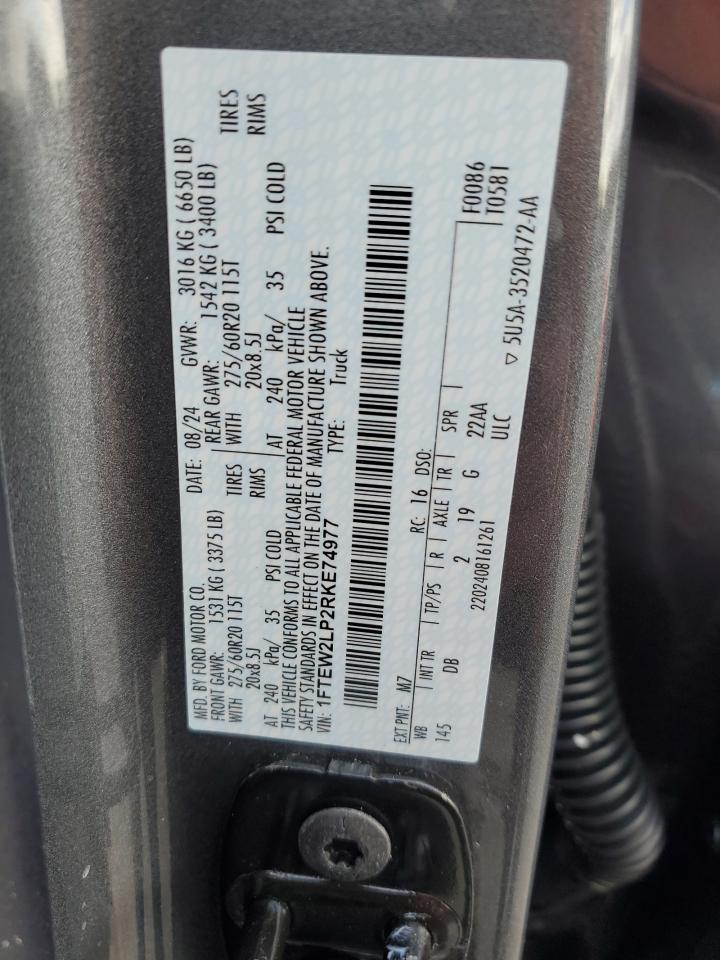 MFD. BY FORD MOTOR CO.
DATE: 08/24 GVWR: 3016 KG ( 6650 LB)
FRONT GAWR: 1531 KG ( 3375 LB) REAR GAWR: 1542 KG ( 3400 LB)
WITH 275/60R20 115T TIRES WITH 275/60R20 115T TIRES
20x8.5J RIMS 20x8.5J RIMS
AT 240 kPa/ 35 PSI COLD AT 240 kPa/ 35 PSI COLD
THIS VEHICLE CONFORMS TO ALL APPLICABLE FEDERAL MOTOR VEHICLE
SAFETY STANDARDS IN EFFECT ON THE DATE OF MANUFACTURE SHOWN ABOVE.
VIN: 1FTEW2LP2RKE74977 TYPE: Truck
EXT PNT: M7 RC: 16 DSO: F0086
T0581
WB INT TR TP/PS R AXLE TR SPR
145 DB 2 19 G 22AA
ULC
2202408161261
▽ 5U5A-3520472-AA